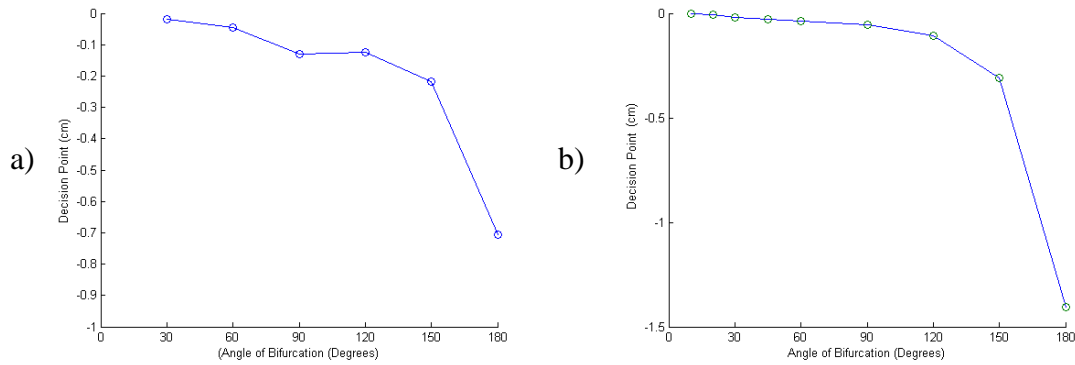 a)
0
-0.1
-0.2
-0.3
-0.4
-0.5
-0.6
-0.7
-0.8
-0.9
-1
Decision Point (cm)
0 30 60 90 120 150 180
(Angle of Bifurcation (Degrees)
b)
0
-0.5
-1
-1.5
Decision Point (cm)
0 30 60 90 120 150 180
Angle of Bifurcation (Degrees)